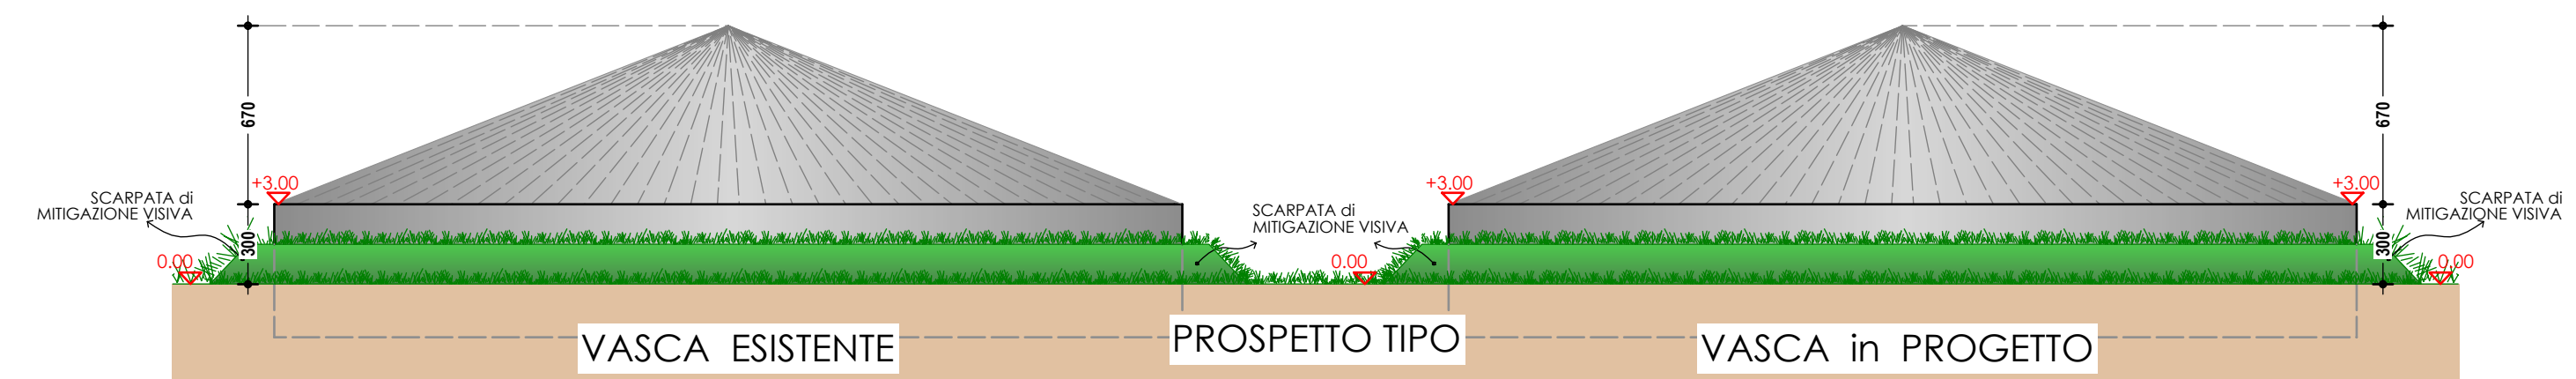 670
670
+3.00
+3.00
+3.00
SCARPATA di
MITIGAZIONE VISIVA
SCARPATA di
MITIGAZIONE VISIVA
SCARPATA di
MITIGAZIONE VISIVA
300
300
0.00
0.00
0.00
VASCA ESISTENTE
PROSPETTO TIPO
VASCA in PROGETTO